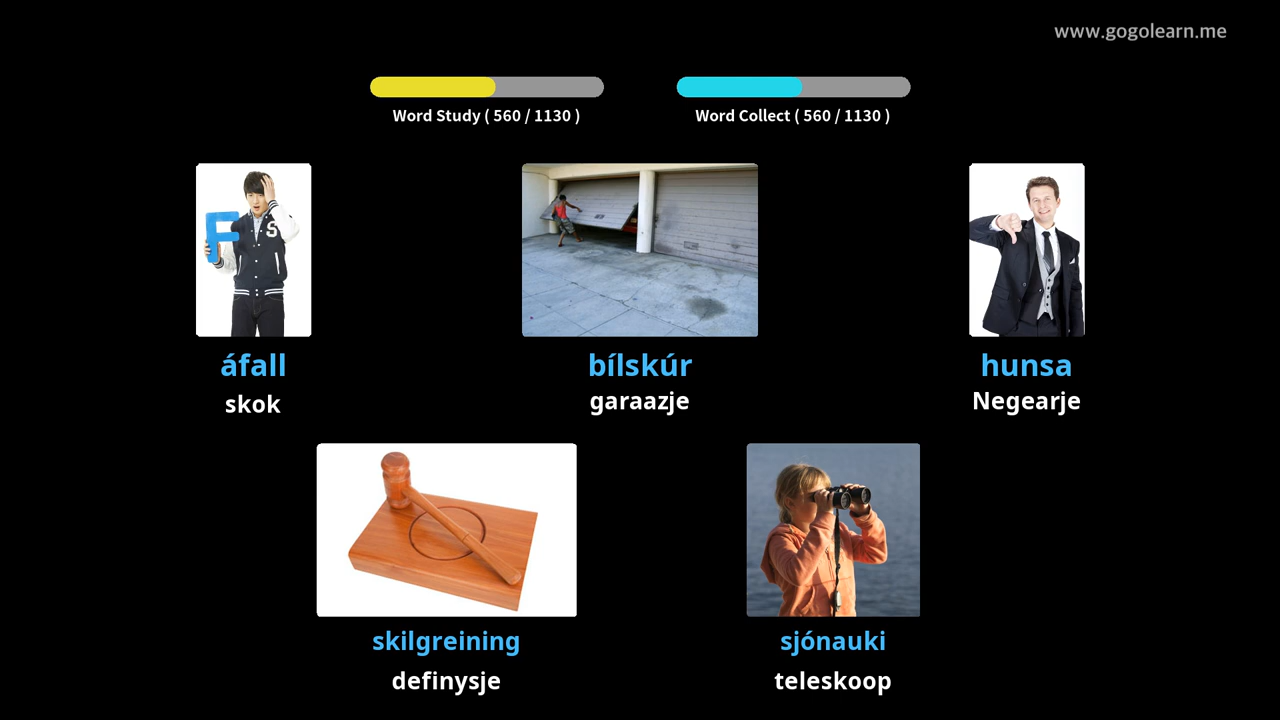 www.gogolearn.me
Word Study ( 560 / 1130 )
Word Collect ( 560 / 1130 )
F
S
áfall
bílskúr
hunsa
skok
garaazje
Negearje
skilgreining
sjónauki
definysje
teleskoop